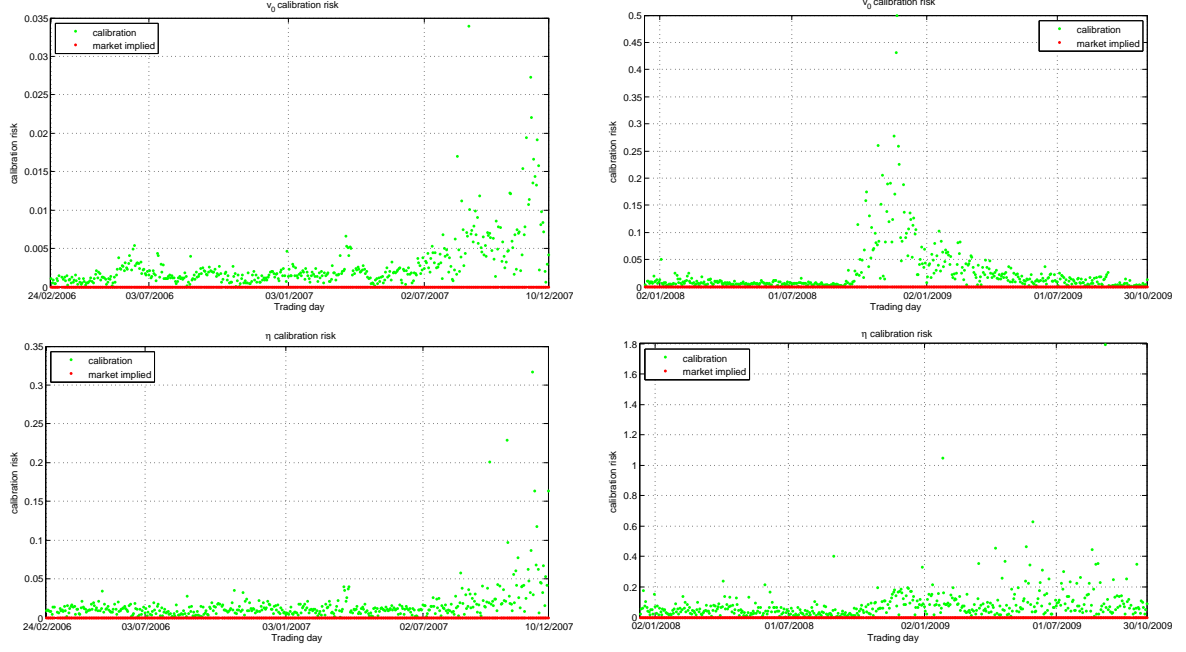 v0 calibration risk
0.035
0.03
0.025
0.02
0.015
0.01
0.005
0
calibration risk
calibration
market implied
24/02/2006 03/07/2006 03/01/2007 02/07/2007 10/12/2007
Trading day
v0 calibration risk
0.5
0.45
0.4
0.35
0.3
0.25
0.2
0.15
0.1
0.05
0
calibration risk
calibration
market implied
02/01/2008 01/07/2008 02/01/2009 01/07/2009 30/10/2009
Trading day
η calibration risk
0.35
0.3
0.25
0.2
0.15
0.1
0.05
0
calibration risk
calibration
market implied
24/02/2006 03/07/2006 03/01/2007 02/07/2007 10/12/2007
Trading day
η calibration risk
1.8
1.6
1.4
1.2
1
0.8
0.6
0.4
0.2
0
calibration risk
calibration
market implied
02/01/2008 01/07/2008 02/01/2009 01/07/2009 30/10/2009
Trading day